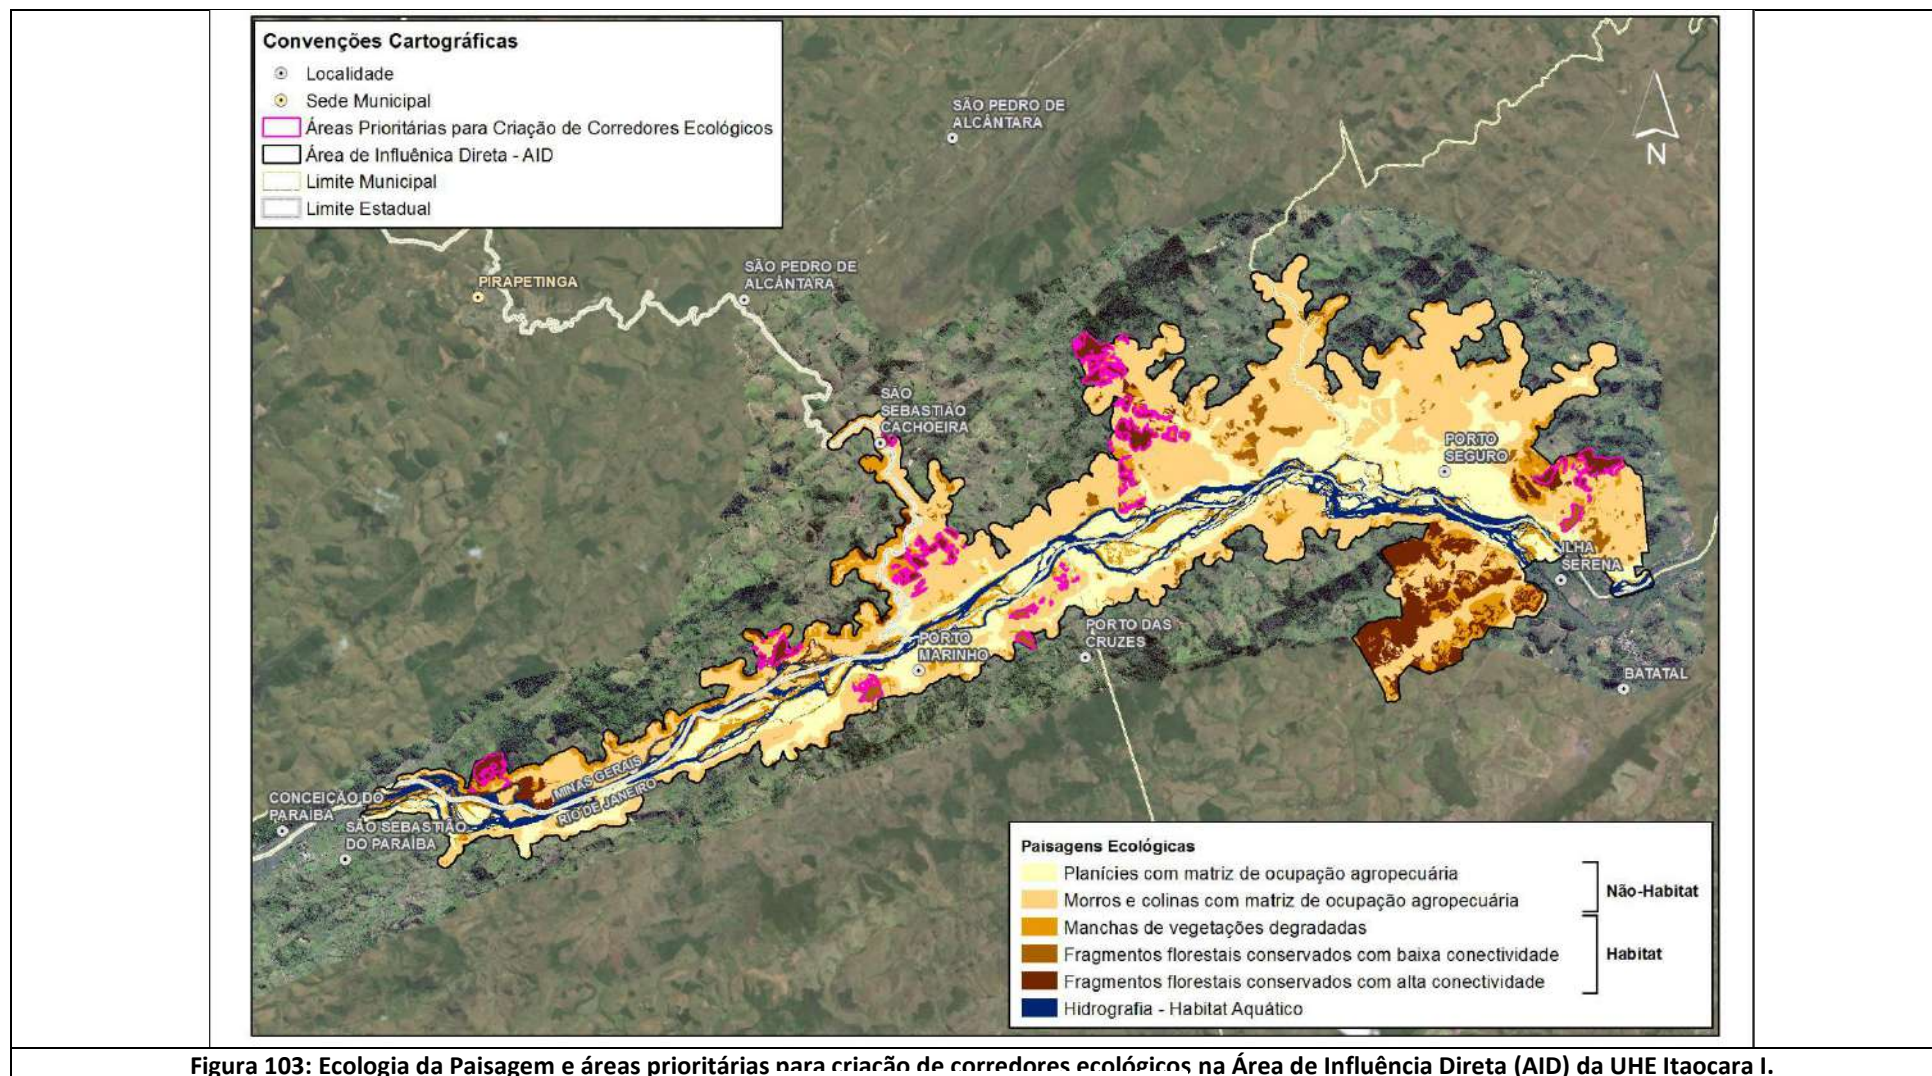 Convenções Cartográficas
Localidade
Sede Municipal
Áreas Prioritárias para Criação de Corredores Ecológicos
Área de Influênica Direta - AID
Limite Municipal
Limite Estadual
N
SÃO PEDRO DE
ALCÂNTARA
SÃO PEDRO DE
ALCÂNTARA
PIRAPETINGA
SÃO
SEBASTIÃO
CACHOEIRA
PORTO
SEGURO
ILHA
SERENA
PORTO DAS
CRUZES
PORTO
MARINHO
BATATAL
MINAS GERAIS
RIO DE JANEIRO
CONCEIÇÃO DO
PARAÍBA
SÃO SEBASTIÃO
DO PARAÍBA
Paisagens Ecológicas
Planícies com matriz de ocupação agropecuária
Morros e colinas com matriz de ocupação agropecuária
Não-Habitat
Manchas de vegetações degradadas
Fragmentos florestais conservados com baixa conectividade
Habitat
Fragmentos florestais conservados com alta conectividade
Hidrografia - Habitat Aquático
Figura 103: Ecologia da Paisagem e áreas prioritárias para criação de corredores ecológicos na Área de Influência Direta (AID) da UHE Itaocara I.